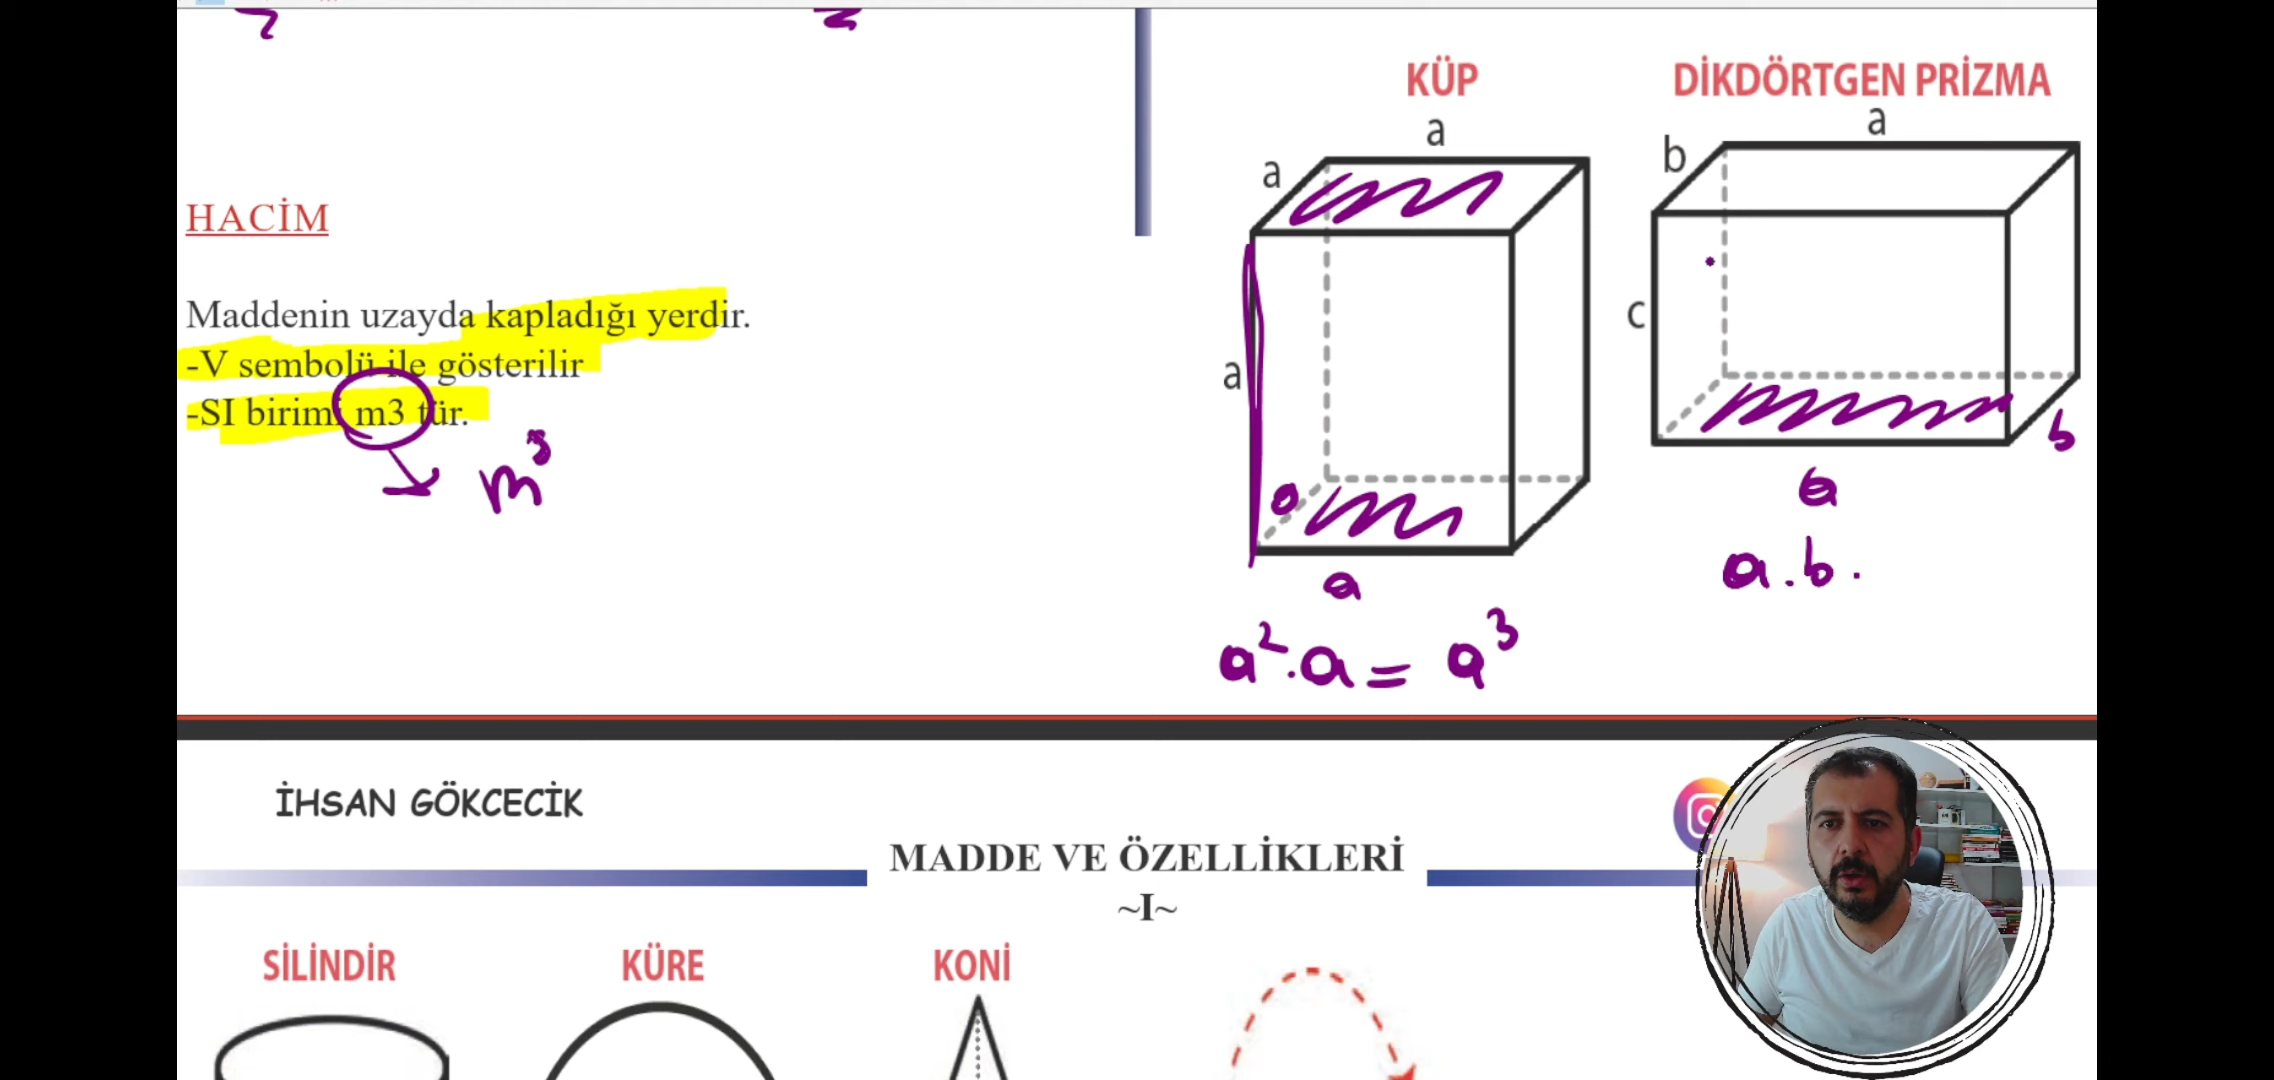 HACİM
Maddenin uzayda kapladığı yerdir.
-V sembolü ile gösterilir
-SI birimi m3 tür.
m³
KÜP
a
a
a
a
a
a².a = a³
DİKDÖRTGEN PRİZMA
a
b
c
b
a
a.b.
İHSAN GÖKCECİK
MADDE VE ÖZELLİKLERİ
~I~
SİLİNDİR
KÜRE
KONİ